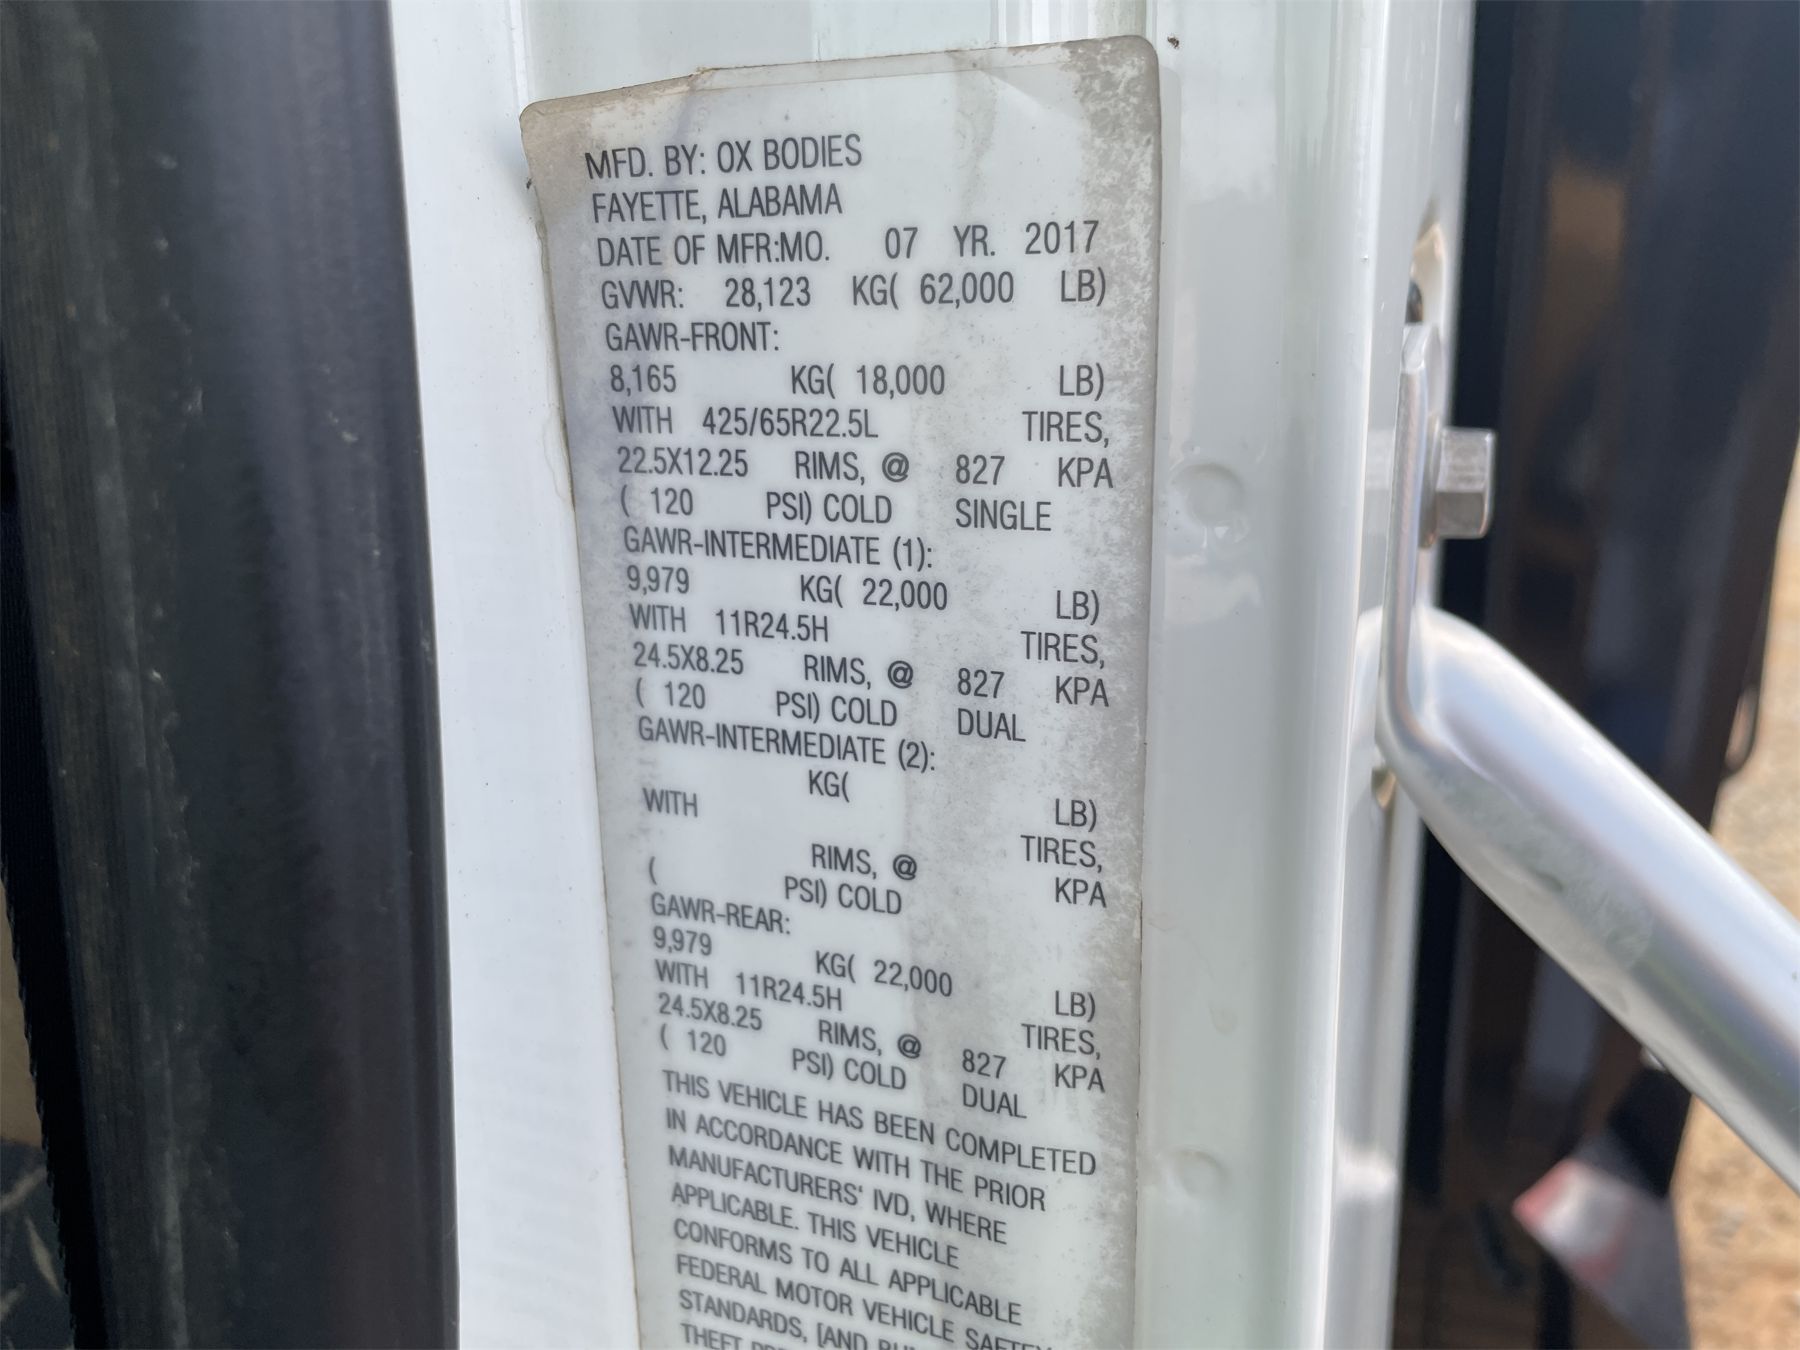 MFD. BY: OX BODIES
FAYETTE, ALABAMA
DATE OF MFR:MO. 07 YR. 2017
GVWR: 28,123 KG( 62,000 LB)
GAWR-FRONT:
8,165 KG( 18,000 LB)
WITH 425/65R22.5L TIRES,
22.5X12.25 RIMS, @ 827 KPA
( 120 PSI) COLD SINGLE
GAWR-INTERMEDIATE (1):
9,979 KG( 22,000 LB)
WITH 11R24.5H TIRES,
24.5X8.25 RIMS, @ 827 KPA
( 120 PSI) COLD DUAL
GAWR-INTERMEDIATE (2):
KG( LB)
WITH TIRES,
RIMS, @ KPA
( PSI) COLD
GAWR-REAR:
9,979 KG( 22,000 LB)
WITH 11R24.5H TIRES,
24.5X8.25 RIMS, @ 827 KPA
( 120 PSI) COLD DUAL
THIS VEHICLE HAS BEEN COMPLETED
IN ACCORDANCE WITH THE PRIOR
MANUFACTURERS' IVD, WHERE
APPLICABLE. THIS VEHICLE
CONFORMS TO ALL APPLICABLE
FEDERAL MOTOR VEHICLE SAFETY
STANDARDS, [AND
THEFT